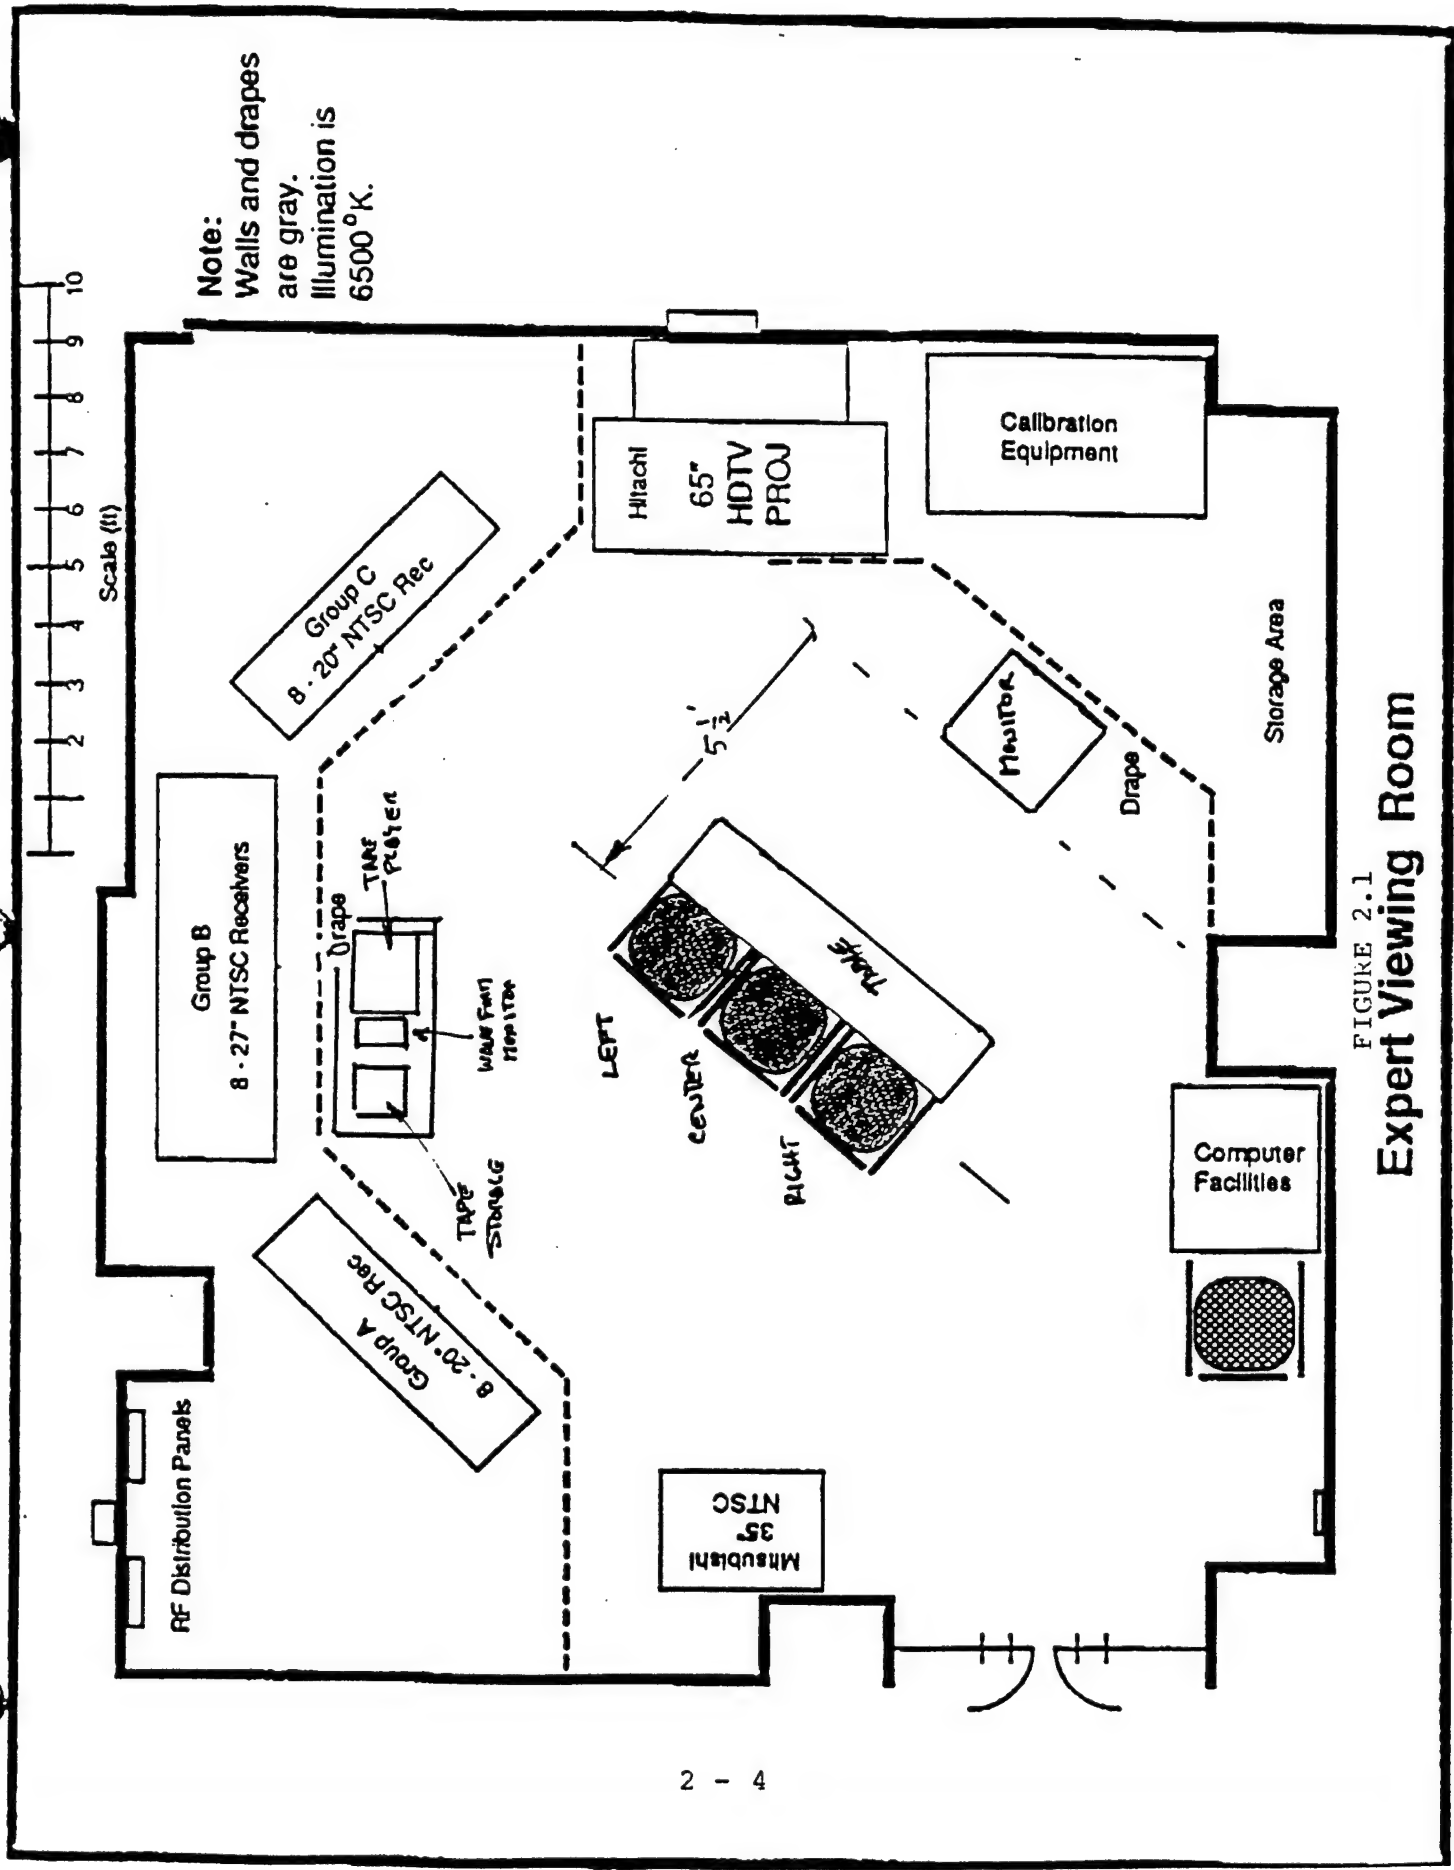 Note:
Walls and drapes
are gray.
Illumination is
6500°K.
1 2 3 4 5 6 7 8 9 10
Scale (ft)
RF Distribution Panels
Group A
8 - 20" NTSC Rec
Group B
8 - 27" NTSC Receivers
Group C
8 - 20" NTSC Rec
Drape
TAPE
PLAYER
WAVE FORM
MONITOR
TAPE
STORAGE
LEFT
CENTER
RIGHT
TABLE
5 1/2'
Hitachi
65"
HDTV
PROJ
Calibration
Equipment
MONITOR
Drape
Storage Area
Mitsubishi
35"
NTSC
Computer
Facilities
FIGURE 2.1
Expert Viewing Room
2 - 4